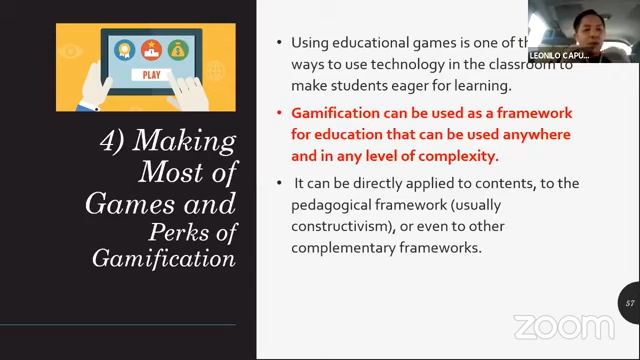 PLAY
4) Making
Most of
Games and
Perks of
Gamification
• Using educational games is one of
ways to use technology in the classroom to
make students eager for learning.
• Gamification can be used as a framework
for education that can be used anywhere
and in any level of complexity.
• It can be directly applied to contents, to the
pedagogical framework (usually
constructivism), or even to other
complementary frameworks.
LEONILO CAPU...
57
zoom